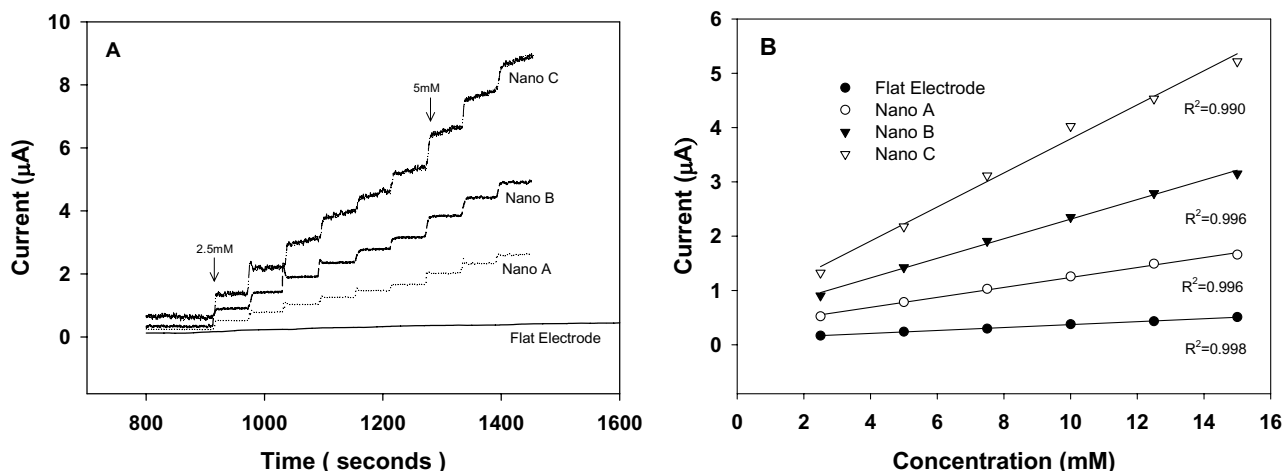 A
10
8
6
4
2
0
Current (μA)
Nano C
5mM
Nano B
2.5mM
Nano A
Flat Electrode
800 1000 1200 1400 1600
Time ( seconds )
B
6
5
4
3
2
1
0
Current (μA)
Flat Electrode
Nano A
Nano B
Nano C
R²=0.990
R²=0.996
R²=0.996
R²=0.998
0 2 4 6 8 10 12 14 16
Concentration (mM)